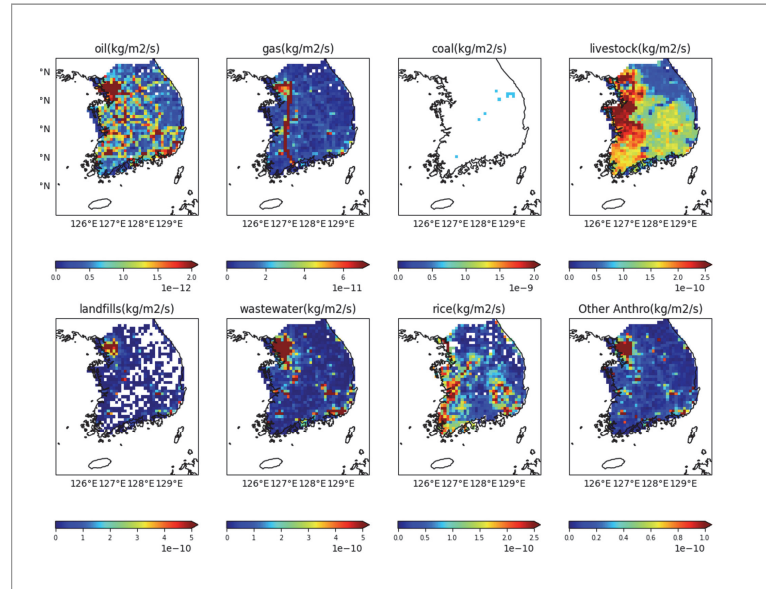 oil(kg/m2/s) gas(kg/m2/s) coal(kg/m2/s) livestock(kg/m2/s)
°N
°N
°N
°N
°N
126°E 127°E 128°E 129°E 126°E 127°E 128°E 129°E 126°E 127°E 128°E 129°E 126°E 127°E 128°E 129°E
0.0 0.5 1.0 1.5 2.0 0 2 4 6 0.0 0.5 1.0 1.5 2.0 0.0 0.5 1.0 1.5 2.0 2.5
1e−12 1e−11 1e−9 1e−10
landfills(kg/m2/s) wastewater(kg/m2/s) rice(kg/m2/s) Other Anthro(kg/m2/s)
126°E 127°E 128°E 129°E 126°E 127°E 128°E 129°E 126°E 127°E 128°E 129°E 126°E 127°E 128°E 129°E
0 1 2 3 4 5 0 1 2 3 4 5 0.0 0.5 1.0 1.5 2.0 2.5 0.0 0.2 0.4 0.6 0.8 1.0
1e−10 1e−10 1e−10 1e−10